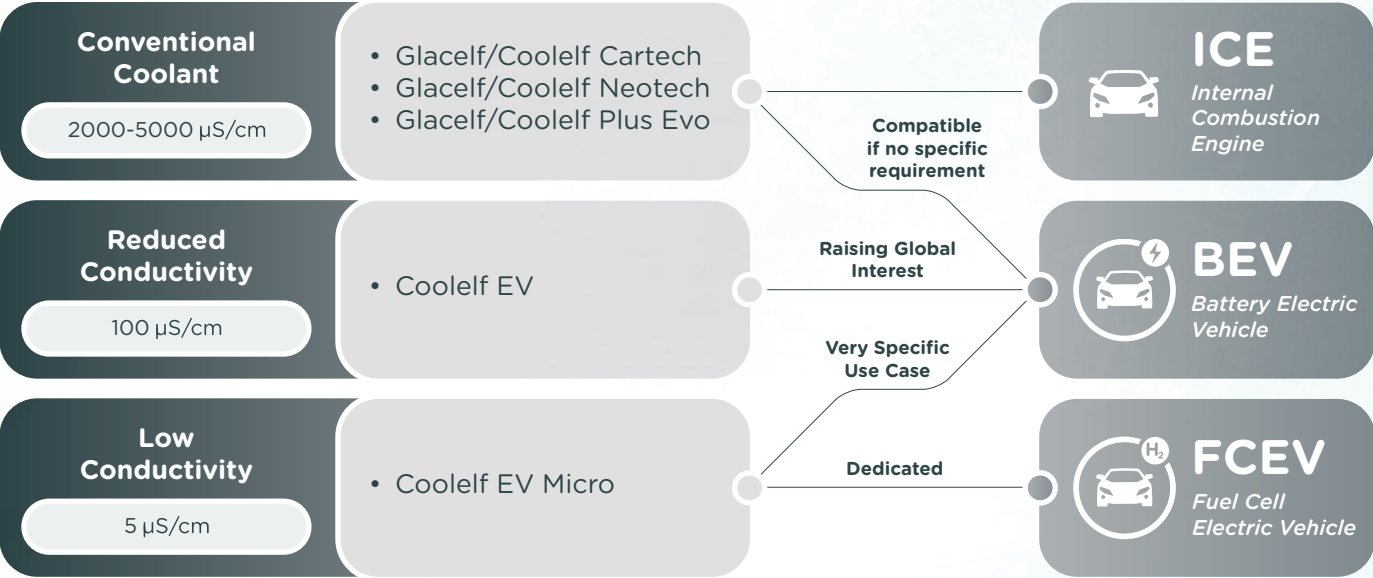 Conventional
Coolant
2000-5000 µS/cm
• Glacelf/Coolelf Cartech
• Glacelf/Coolelf Neotech
• Glacelf/Coolelf Plus Evo
Compatible
if no specific
requirement
ICE
Internal
Combustion
Engine
Reduced
Conductivity
100 µS/cm
• Coolelf EV
Raising Global
Interest
BEV
Battery Electric
Vehicle
Very Specific
Use Case
Low
Conductivity
5 µS/cm
• Coolelf EV Micro
Dedicated
H₂
FCEV
Fuel Cell
Electric Vehicle